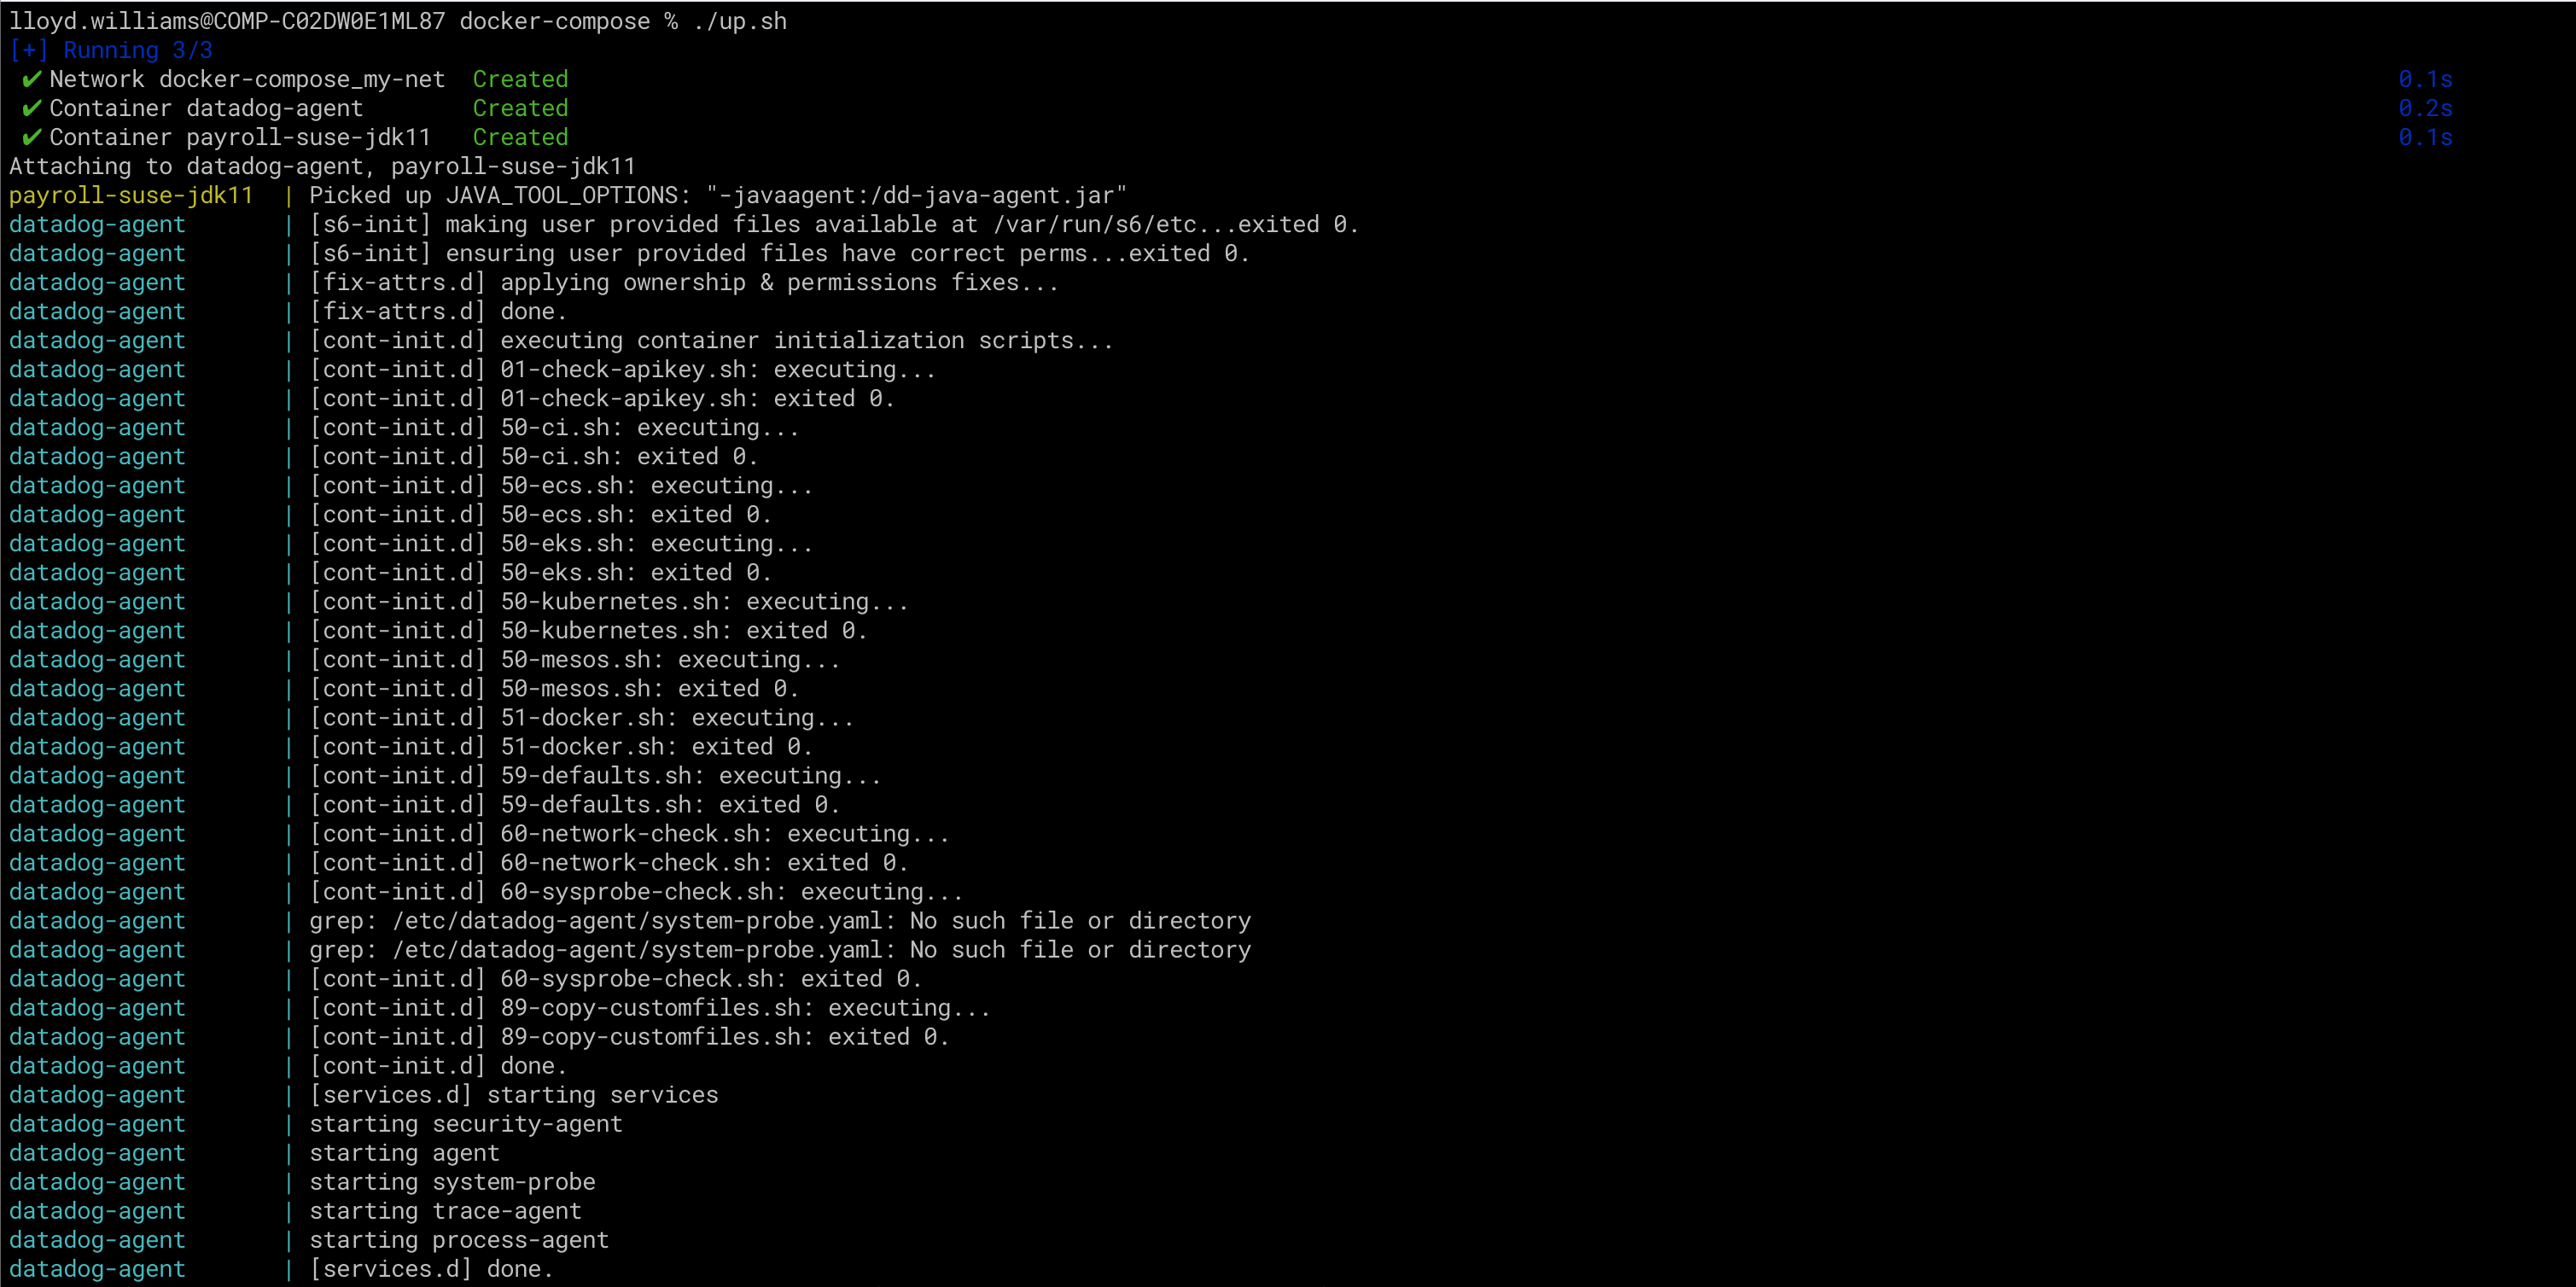 lloyd.williams@COMP-C02DW0E1ML87 docker-compose % ./up.sh
[+] Running 3/3
✔ Network docker-compose_my-net  Created  0.1s
✔ Container datadog-agent  Created  0.2s
✔ Container payroll-suse-jdk11  Created  0.1s
Attaching to datadog-agent, payroll-suse-jdk11
payroll-suse-jdk11  | Picked up JAVA_TOOL_OPTIONS: "-javaagent:/dd-java-agent.jar"
datadog-agent       | [s6-init] making user provided files available at /var/run/s6/etc...exited 0.
datadog-agent       | [s6-init] ensuring user provided files have correct perms...exited 0.
datadog-agent       | [fix-attrs.d] applying ownership & permissions fixes...
datadog-agent       | [fix-attrs.d] done.
datadog-agent       | [cont-init.d] executing container initialization scripts...
datadog-agent       | [cont-init.d] 01-check-apikey.sh: executing...
datadog-agent       | [cont-init.d] 01-check-apikey.sh: exited 0.
datadog-agent       | [cont-init.d] 50-ci.sh: executing...
datadog-agent       | [cont-init.d] 50-ci.sh: exited 0.
datadog-agent       | [cont-init.d] 50-ecs.sh: executing...
datadog-agent       | [cont-init.d] 50-ecs.sh: exited 0.
datadog-agent       | [cont-init.d] 50-eks.sh: executing...
datadog-agent       | [cont-init.d] 50-eks.sh: exited 0.
datadog-agent       | [cont-init.d] 50-kubernetes.sh: executing...
datadog-agent       | [cont-init.d] 50-kubernetes.sh: exited 0.
datadog-agent       | [cont-init.d] 50-mesos.sh: executing...
datadog-agent       | [cont-init.d] 50-mesos.sh: exited 0.
datadog-agent       | [cont-init.d] 51-docker.sh: executing...
datadog-agent       | [cont-init.d] 51-docker.sh: exited 0.
datadog-agent       | [cont-init.d] 59-defaults.sh: executing...
datadog-agent       | [cont-init.d] 59-defaults.sh: exited 0.
datadog-agent       | [cont-init.d] 60-network-check.sh: executing...
datadog-agent       | [cont-init.d] 60-network-check.sh: exited 0.
datadog-agent       | [cont-init.d] 60-sysprobe-check.sh: executing...
datadog-agent       | grep: /etc/datadog-agent/system-probe.yaml: No such file or directory
datadog-agent       | grep: /etc/datadog-agent/system-probe.yaml: No such file or directory
datadog-agent       | [cont-init.d] 60-sysprobe-check.sh: exited 0.
datadog-agent       | [cont-init.d] 89-copy-customfiles.sh: executing...
datadog-agent       | [cont-init.d] 89-copy-customfiles.sh: exited 0.
datadog-agent       | [cont-init.d] done.
datadog-agent       | [services.d] starting services
datadog-agent       | starting security-agent
datadog-agent       | starting agent
datadog-agent       | starting system-probe
datadog-agent       | starting trace-agent
datadog-agent       | starting process-agent
datadog-agent       | [services.d] done.